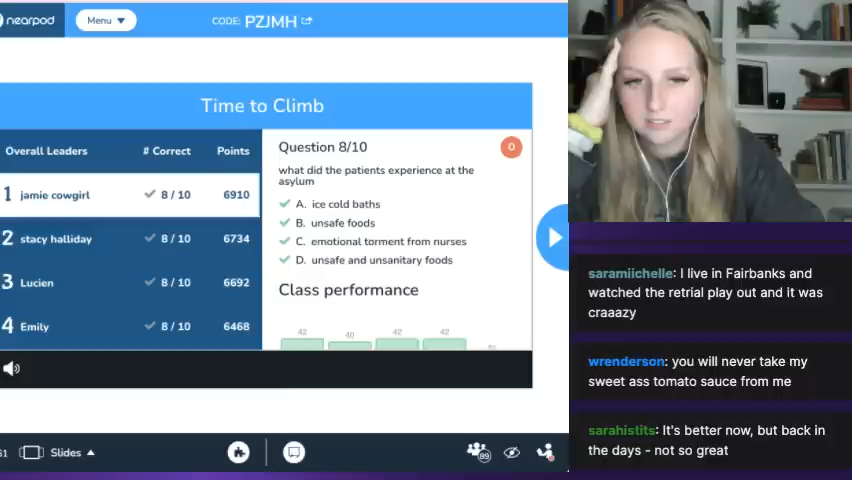 nearpod
Menu
CODE: PZJMH
Time to Climb
Overall Leaders # Correct Points
1 jamie cowgirl 8 / 10 6910
2 stacy halliday 8 / 10 6734
3 Lucien 8 / 10 6692
4 Emily 8 / 10 6468
Question 8/10
0
what did the patients experience at the
asylum
A. ice cold baths
B. unsafe foods
C. emotional torment from nurses
D. unsafe and unsanitary foods
Class performance
42 40 42 42
Slides
89
saramiichelle: I live in Fairbanks and
watched the retrial play out and it was
craaazy
wrenderson: you will never take my
sweet ass tomato sauce from me
sarahistits: It's better now, but back in
the days - not so great